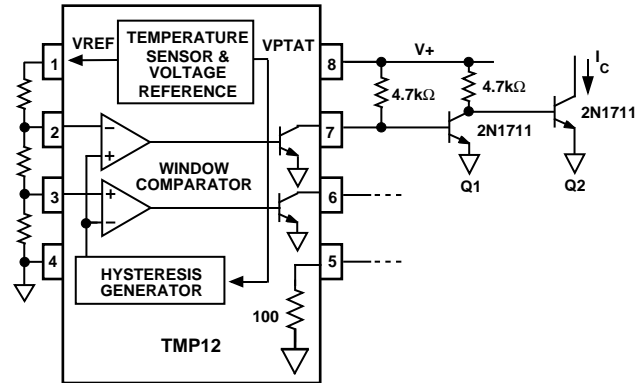 TEMPERATURE
SENSOR &
VOLTAGE
REFERENCE
VREF
VPTAT
1
2
3
4
8
7
6
5
V+
4.7kΩ
4.7kΩ
I_C
2N1711
2N1711
Q1
Q2
WINDOW
COMPARATOR
−
+
+
−
HYSTERESIS
GENERATOR
100
TMP12